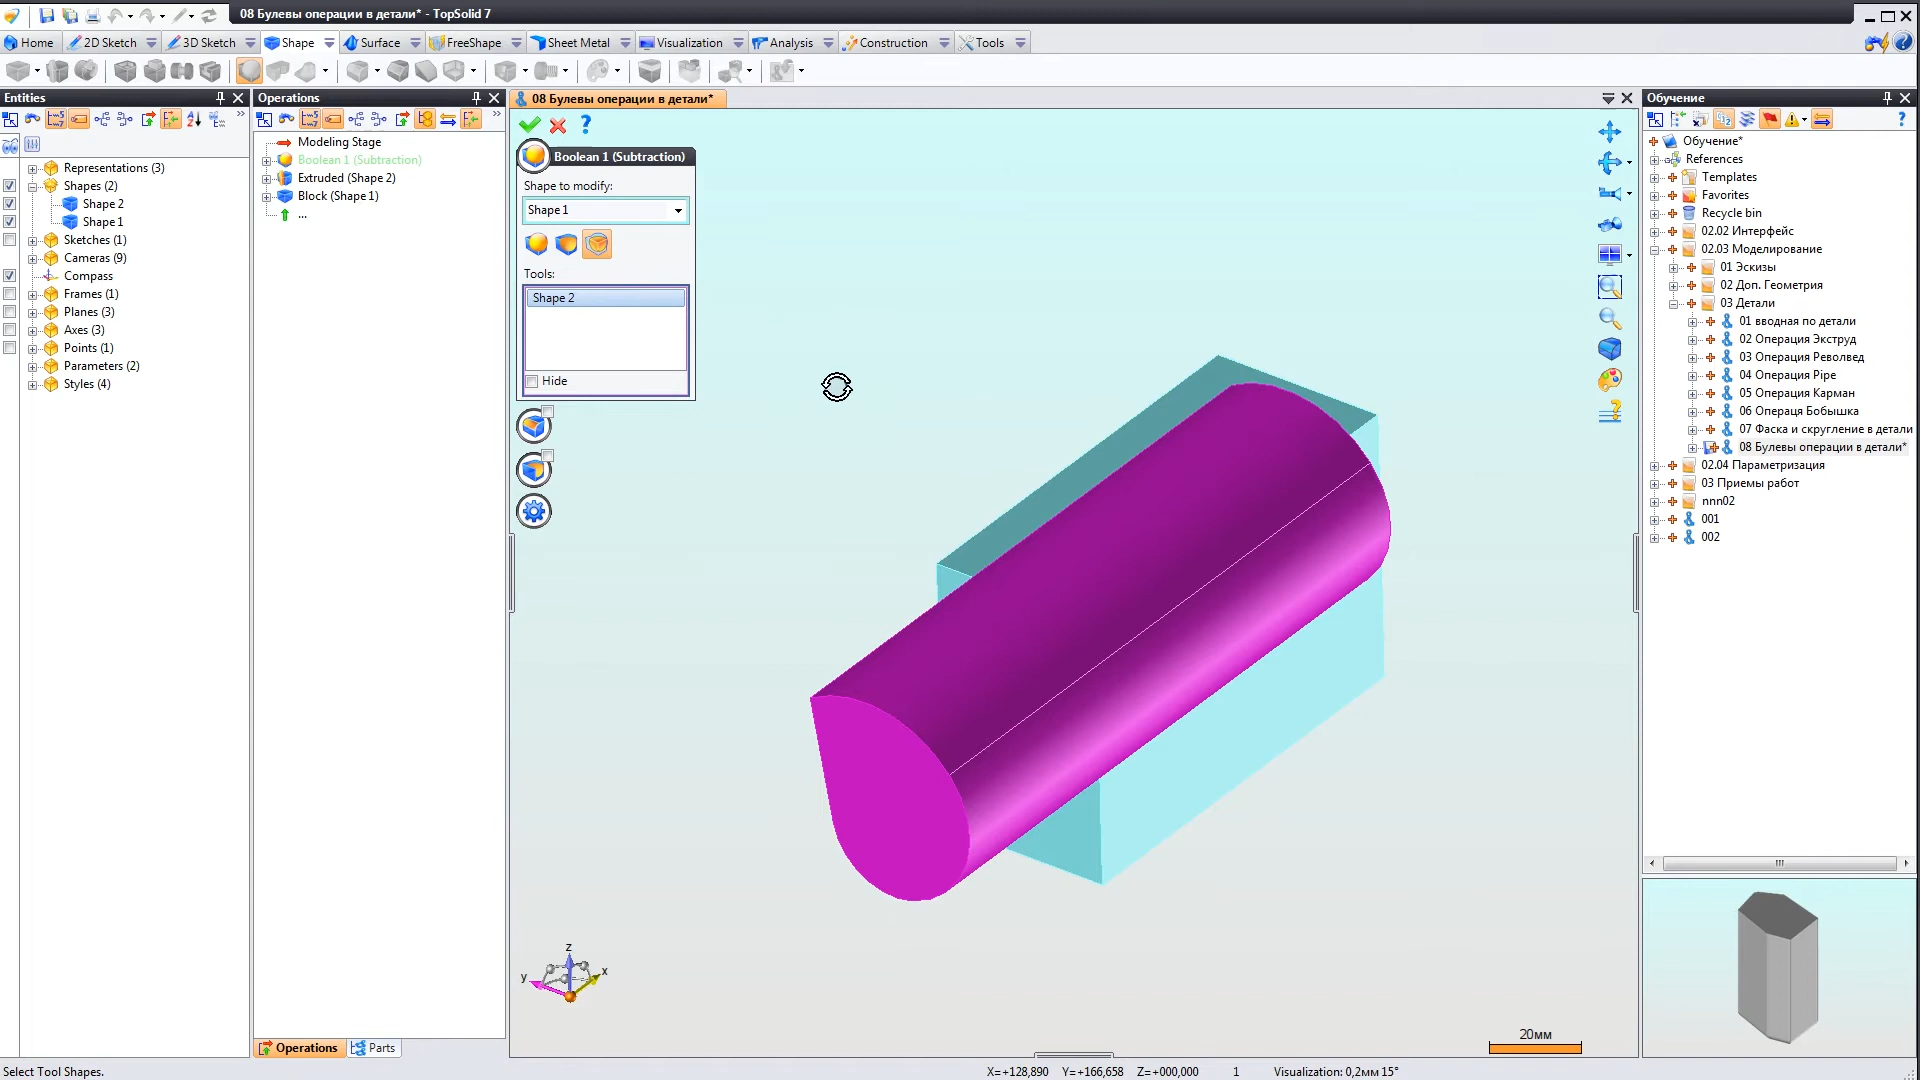 08 Булевы операции в детали* - TopSolid 7
Home
2D Sketch
3D Sketch
Shape
Surface
FreeShape
Sheet Metal
Visualization
Analysis
Construction
Tools
Entities
Representations (3)
Shapes (2)
Shape 2
Shape 1
Sketches (1)
Cameras (9)
Compass
Frames (1)
Planes (3)
Axes (3)
Points (1)
Parameters (2)
Styles (4)
Operations
Modeling Stage
Boolean 1 (Subtraction)
Extruded (Shape 2)
Block (Shape 1)
...
Operations
Parts
08 Булевы операции в детали*
Boolean 1 (Subtraction)
Shape to modify:
Shape 1
Tools:
Shape 2
Hide
z
y
x
20мм
Обучение
Обучение*
References
Templates
Favorites
Recycle bin
02.02 Интерфейс
02.03 Моделирование
01 Эскизы
02 Доп. Геометрия
03 Детали
01 вводная по детали
02 Операция Экструд
03 Операция Револвед
04 Операция Pipe
05 Операция Карман
06 Операця Бобышка
07 Фаска и скругление в детали
08 Булевы операции в детали*
02.04 Параметризация
03 Приемы работ
nnn02
001
002
Select Tool Shapes.
X=+128,890 Y=+166,658 Z=+000,000 1 Visualization: 0,2мм 15°